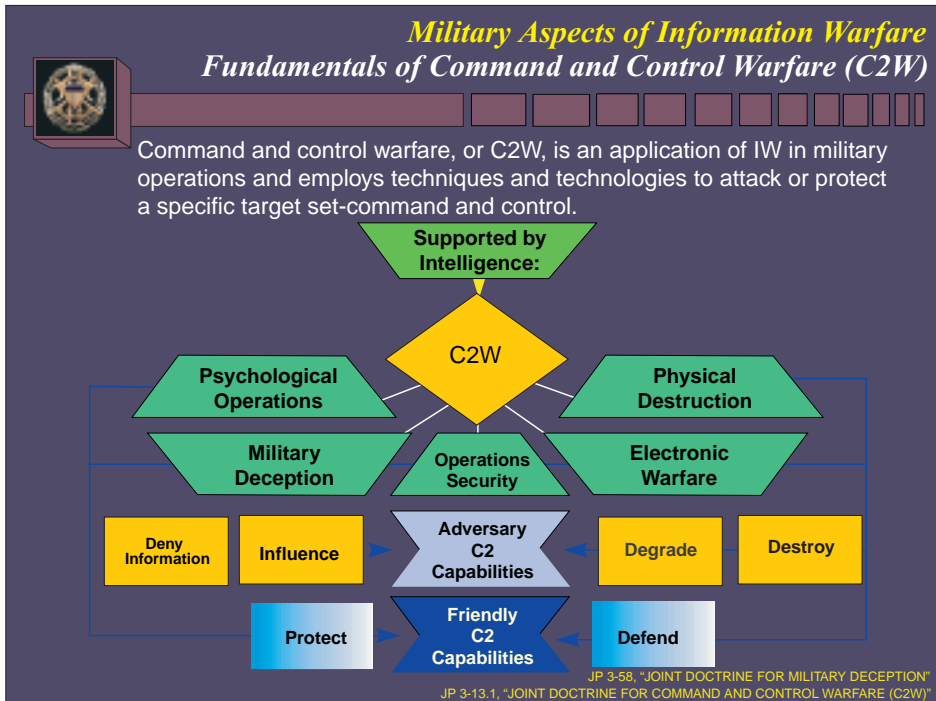 Military Aspects of Information Warfare
Fundamentals of Command and Control Warfare (C2W)
Command and control warfare, or C2W, is an application of IW in military
operations and employs techniques and technologies to attack or protect
a specific target set-command and control.
Supported by
Intelligence:
C2W
Psychological
Operations
Physical
Destruction
Military
Deception
Operations
Security
Electronic
Warfare
Deny
Information
Influence
Adversary
C2
Capabilities
Degrade
Destroy
Protect
Friendly
C2
Capabilities
Defend
JP 3-58, “JOINT DOCTRINE FOR MILITARY DECEPTION”
JP 3-13.1, “JOINT DOCTRINE FOR COMMAND AND CONTROL WARFARE (C2W)”